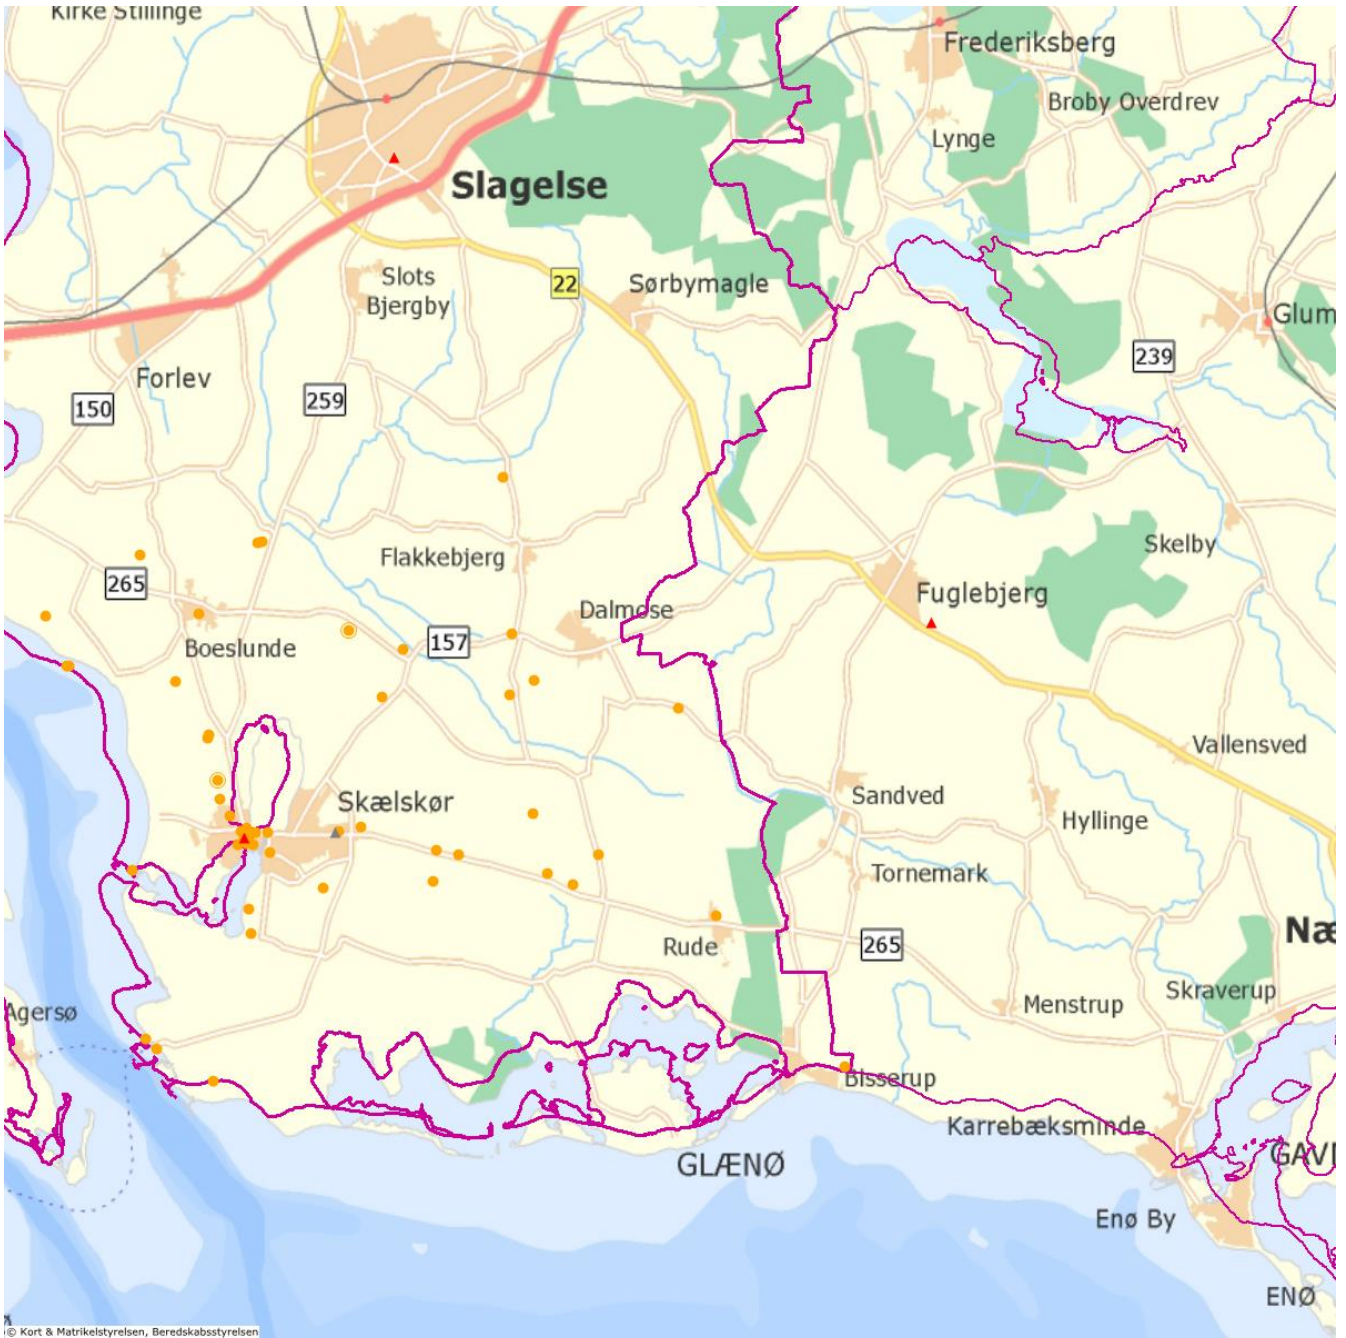 Kirke Stillinge
Frederiksberg
Broby Overdrev
Lynge
Slagelse
Slots
Bjergby
22
Sørbymagle
Glum
239
Forlev
259
150
Skelby
Flakkebjerg
265
Fuglebjerg
Dalmose
157
Boeslunde
Vallensved
Skælskør
Sandved
Hyllinge
Tornemark
Næ
Rude
265
Skraverup
Menstrup
Agersø
Bisserup
Karrebæksminde
GAV
GLÆNØ
Enø By
ENØ
© Kort & Matrikelstyrelsen, Beredskabsstyrelsen